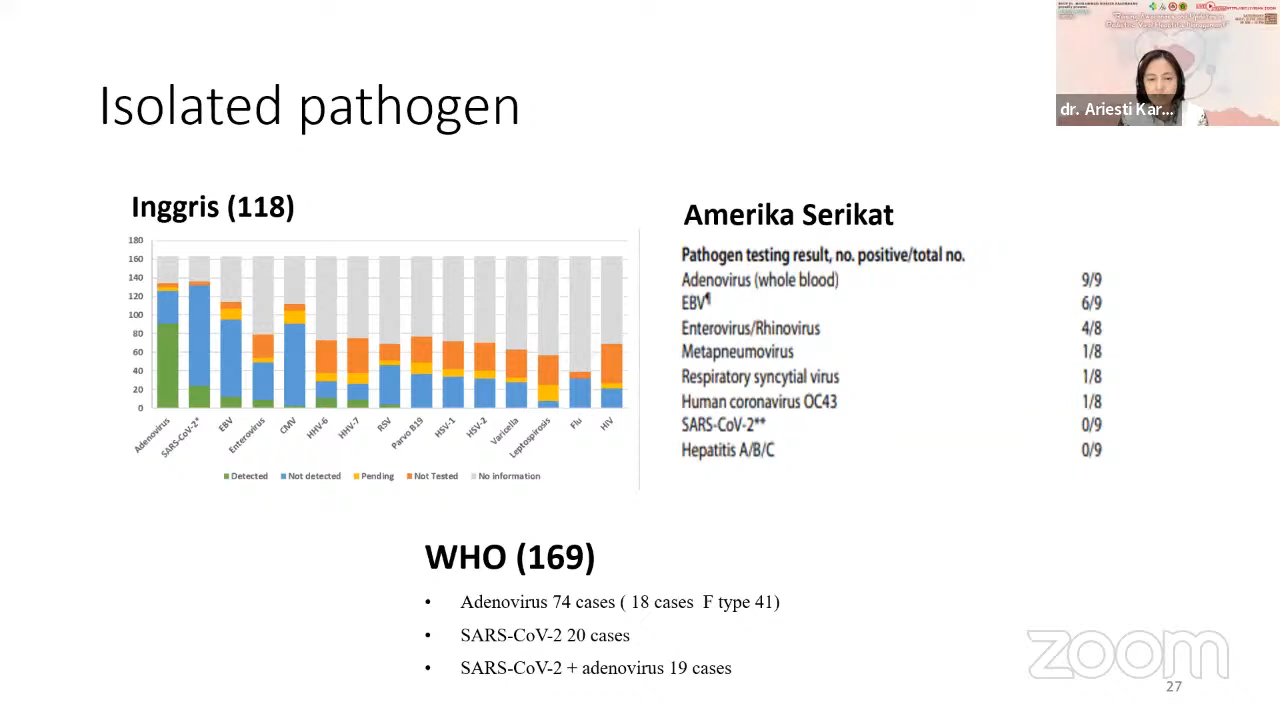 Isolated pathogen
dr. Ariesti Kar...
Inggris (118)
180
160
140
120
100
80
60
40
20
0
Adenovirus
SARS-CoV-2*
EBV
Enterovirus
CMV
HHV-6
HHV-7
RSV
Parvo B19
HSV-1
HSV-2
Varicella
Leptospirosis
Flu
HIV
Detected Not detected Pending Not Tested No information
Amerika Serikat
Pathogen testing result, no. positive/total no.
Adenovirus (whole blood) 9/9
EBV¶ 6/9
Enterovirus/Rhinovirus 4/8
Metapneumovirus 1/8
Respiratory syncytial virus 1/8
Human coronavirus OC43 1/8
SARS-CoV-2** 0/9
Hepatitis A/B/C 0/9
WHO (169)
• Adenovirus 74 cases ( 18 cases F type 41)
• SARS-CoV-2 20 cases
• SARS-CoV-2 + adenovirus 19 cases
zoom
27